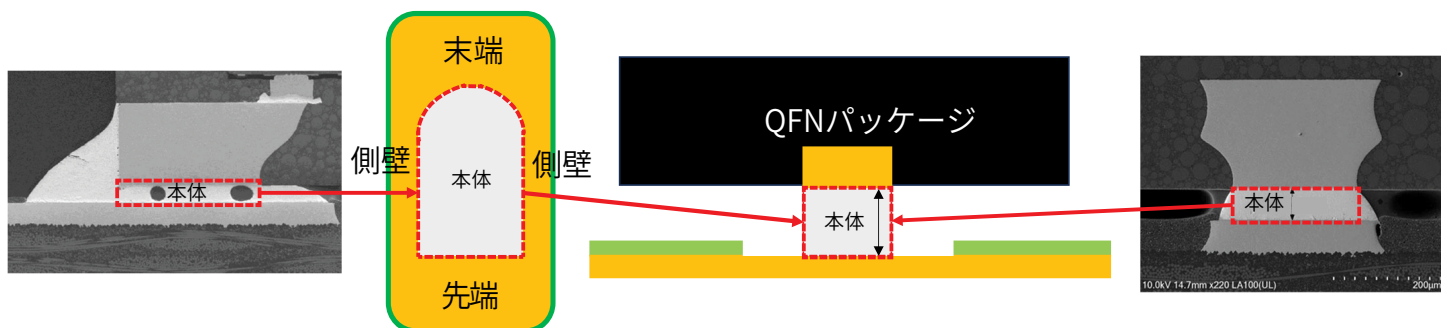 本体
側壁
末端
本体
先端
側壁
QFNパッケージ
本体
本体
10.0kV 14.7mm x220 LA100(UL)
200μm